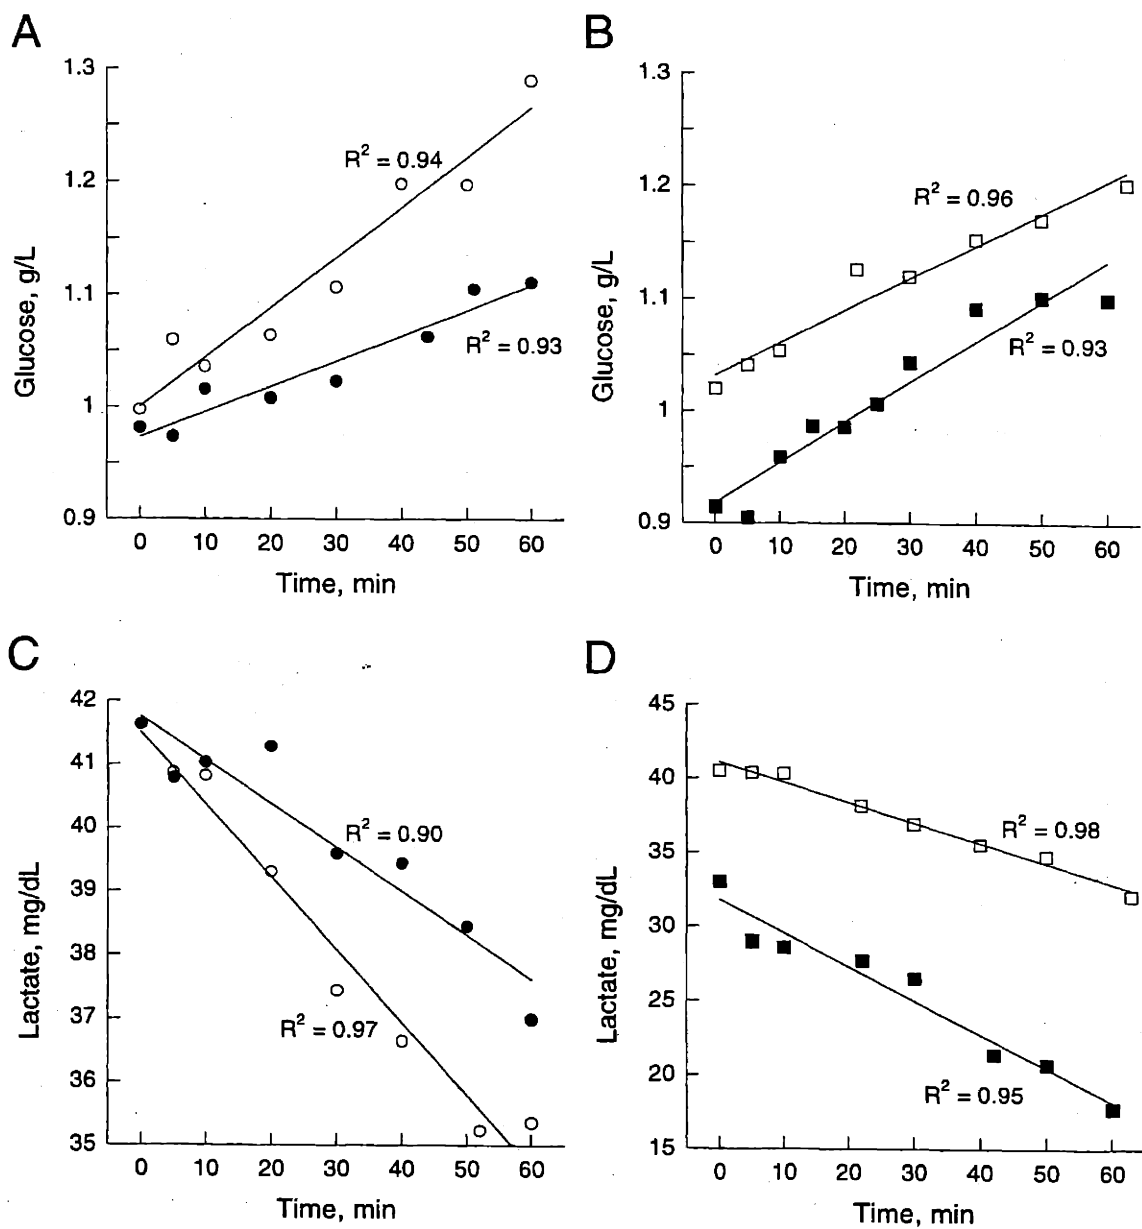 A
1.3
1.2
1.1
1
0.9
Glucose, g/L
R² = 0.94
R² = 0.93
0 10 20 30 40 50 60
Time, min
B
1.3
1.2
1.1
1
0.9
Glucose, g/L
R² = 0.96
R² = 0.93
0 10 20 30 40 50 60
Time, min
C
42
41
40
39
38
37
36
35
Lactate, mg/dL
R² = 0.90
R² = 0.97
0 10 20 30 40 50 60
Time, min
D
45
40
35
30
25
20
15
Lactate, mg/dL
R² = 0.98
R² = 0.95
0 10 20 30 40 50 60
Time, min